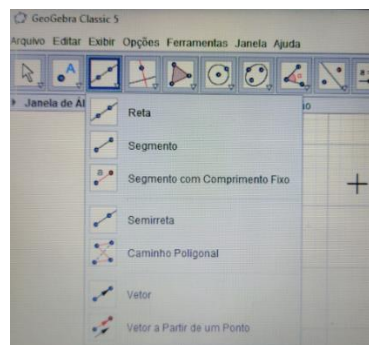 GeoGebra Classic 5
Arquivo Editar Exibir Opções Ferramentas Janela Ajuda
A
Janela de Ál
Reta
Segmento
a
Segmento com Comprimento Fixo
Semirreta
Caminho Poligonal
Vetor
Vetor a Partir de um Ponto